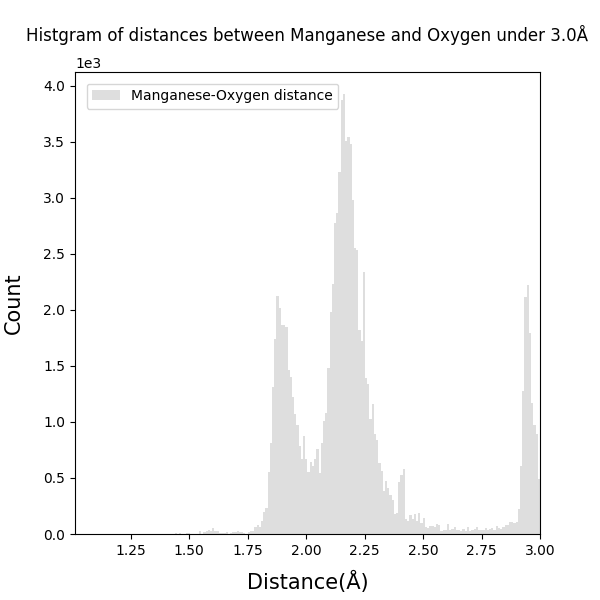 Histgram of distances between Manganese and Oxygen under 3.0Å
1e3
Manganese-Oxygen distance
4.0
3.5
3.0
2.5
2.0
1.5
1.0
0.5
0.0
Count
1.25 1.50 1.75 2.00 2.25 2.50 2.75 3.00
Distance(Å)